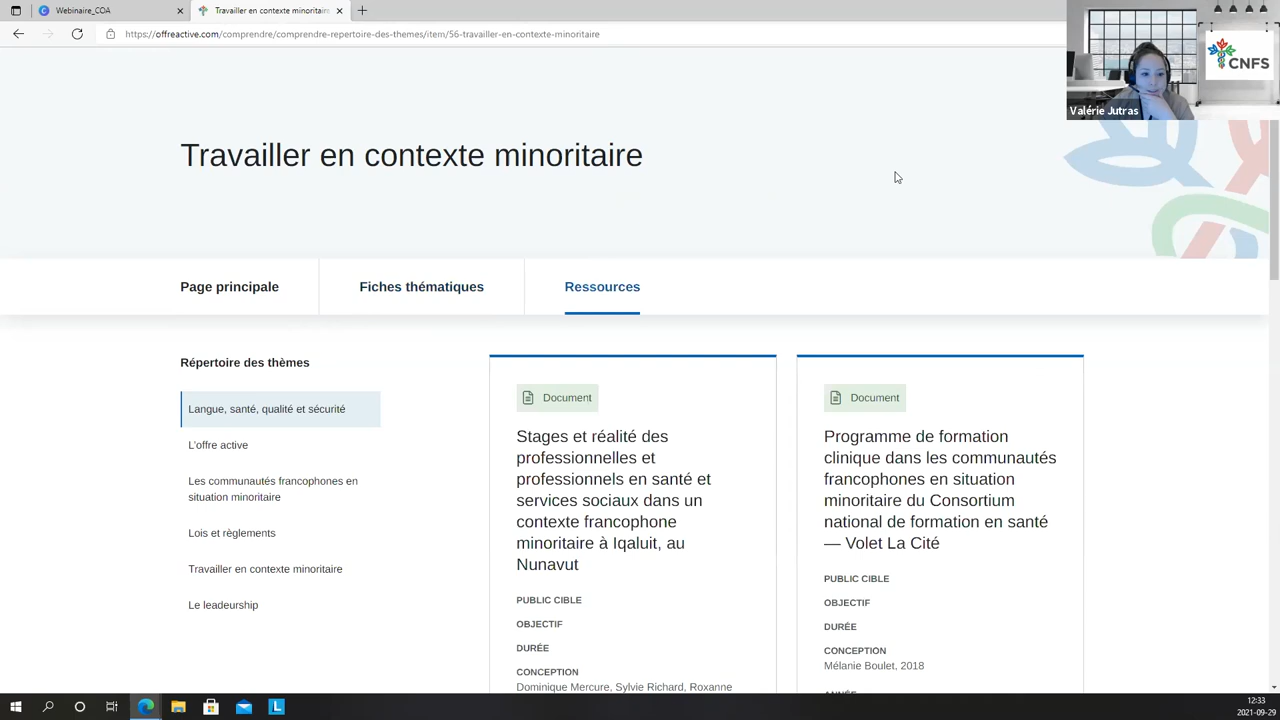 Webinaire_COA
Travailler en contexte minoritaire
https://offreactive.com/comprendre/comprendre-repertoire-des-themes/item/56-travailler-en-contexte-minoritaire
CNFS
Valérie Jutras
Travailler en contexte minoritaire
Page principale
Fiches thématiques
Ressources
Répertoire des thèmes
Langue, santé, qualité et sécurité
L'offre active
Les communautés francophones en
situation minoritaire
Lois et règlements
Travailler en contexte minoritaire
Le leadeurship
Document
Stages et réalité des
professionnelles et
professionnels en santé et
services sociaux dans un
contexte francophone
minoritaire à Iqaluit, au
Nunavut
PUBLIC CIBLE
OBJECTIF
DURÉE
CONCEPTION
Dominique Mercure, Sylvie Richard, Roxanne
Document
Programme de formation
clinique dans les communautés
francophones en situation
minoritaire du Consortium
national de formation en santé
— Volet La Cité
PUBLIC CIBLE
OBJECTIF
DURÉE
CONCEPTION
Mélanie Boulet, 2018
ANNÉE
12:33
2021-09-29